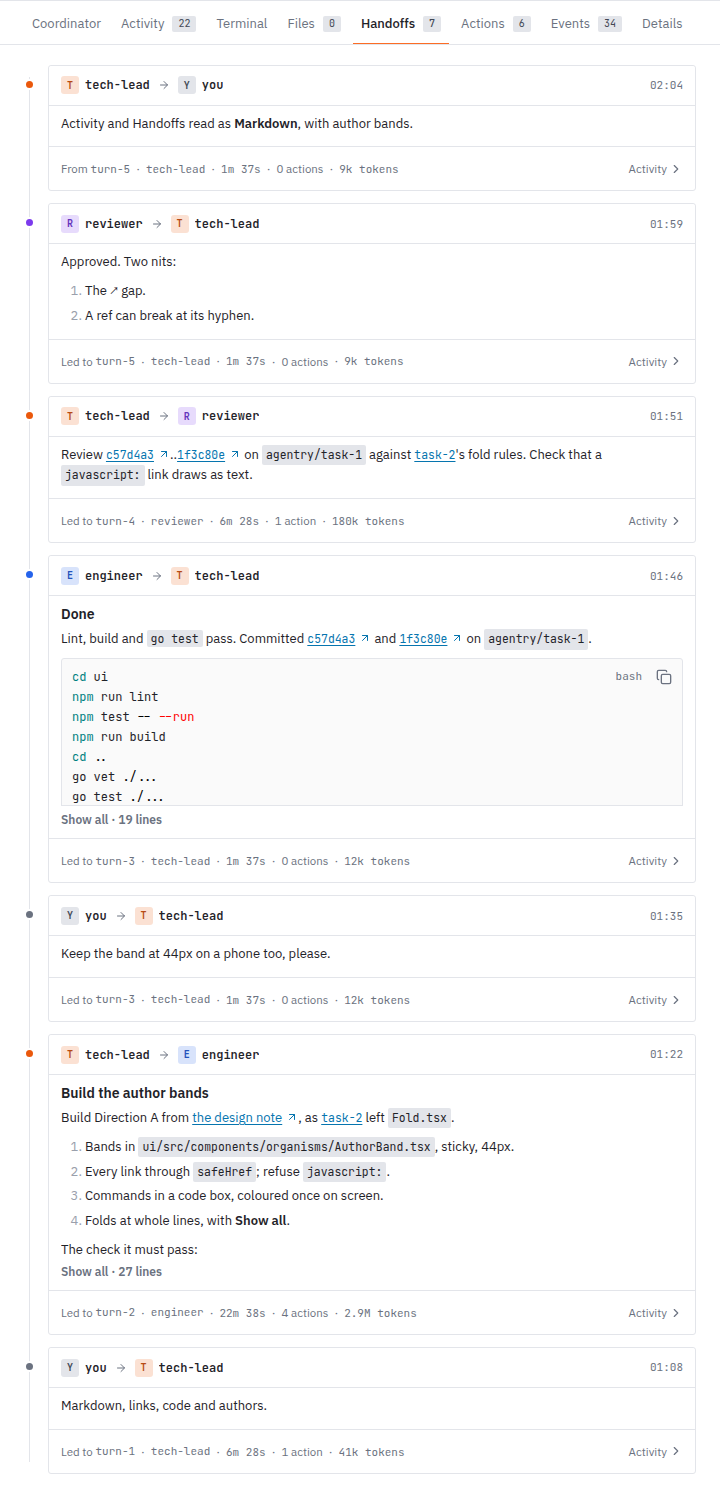 Coordinator Activity 22 Terminal Files 0 Handoffs 7 Actions 6 Events 34 Details
T tech-lead → Y you 02:04
Activity and Handoffs read as Markdown, with author bands.
From turn-5 · tech-lead · 1m 37s · 0 actions · 9k tokens Activity >
R reviewer → T tech-lead 01:59
Approved. Two nits:
1. The ↗ gap.
2. A ref can break at its hyphen.
Led to turn-5 · tech-lead · 1m 37s · 0 actions · 9k tokens Activity >
T tech-lead → R reviewer 01:51
Review c57d4a3 ↗..1f3c80e ↗ on agentry/task-1 against task-2's fold rules. Check that a
javascript: link draws as text.
Led to turn-4 · reviewer · 6m 28s · 1 action · 180k tokens Activity >
E engineer → T tech-lead 01:46
Done
Lint, build and go test pass. Committed c57d4a3 ↗ and 1f3c80e ↗ on agentry/task-1.
cd ui bash
npm run lint
npm test -- --run
npm run build
cd ..
go vet ./...
go test ./...
Show all · 19 lines
Led to turn-3 · tech-lead · 1m 37s · 0 actions · 12k tokens Activity >
Y you → T tech-lead 01:35
Keep the band at 44px on a phone too, please.
Led to turn-3 · tech-lead · 1m 37s · 0 actions · 12k tokens Activity >
T tech-lead → E engineer 01:22
Build the author bands
Build Direction A from the design note ↗, as task-2 left Fold.tsx.
1. Bands in ui/src/components/organisms/AuthorBand.tsx, sticky, 44px.
2. Every link through safeHref; refuse javascript:.
3. Commands in a code box, coloured once on screen.
4. Folds at whole lines, with Show all.
The check it must pass:
Show all · 27 lines
Led to turn-2 · engineer · 22m 38s · 4 actions · 2.9M tokens Activity >
Y you → T tech-lead 01:08
Markdown, links, code and authors.
Led to turn-1 · tech-lead · 6m 28s · 1 action · 41k tokens Activity >